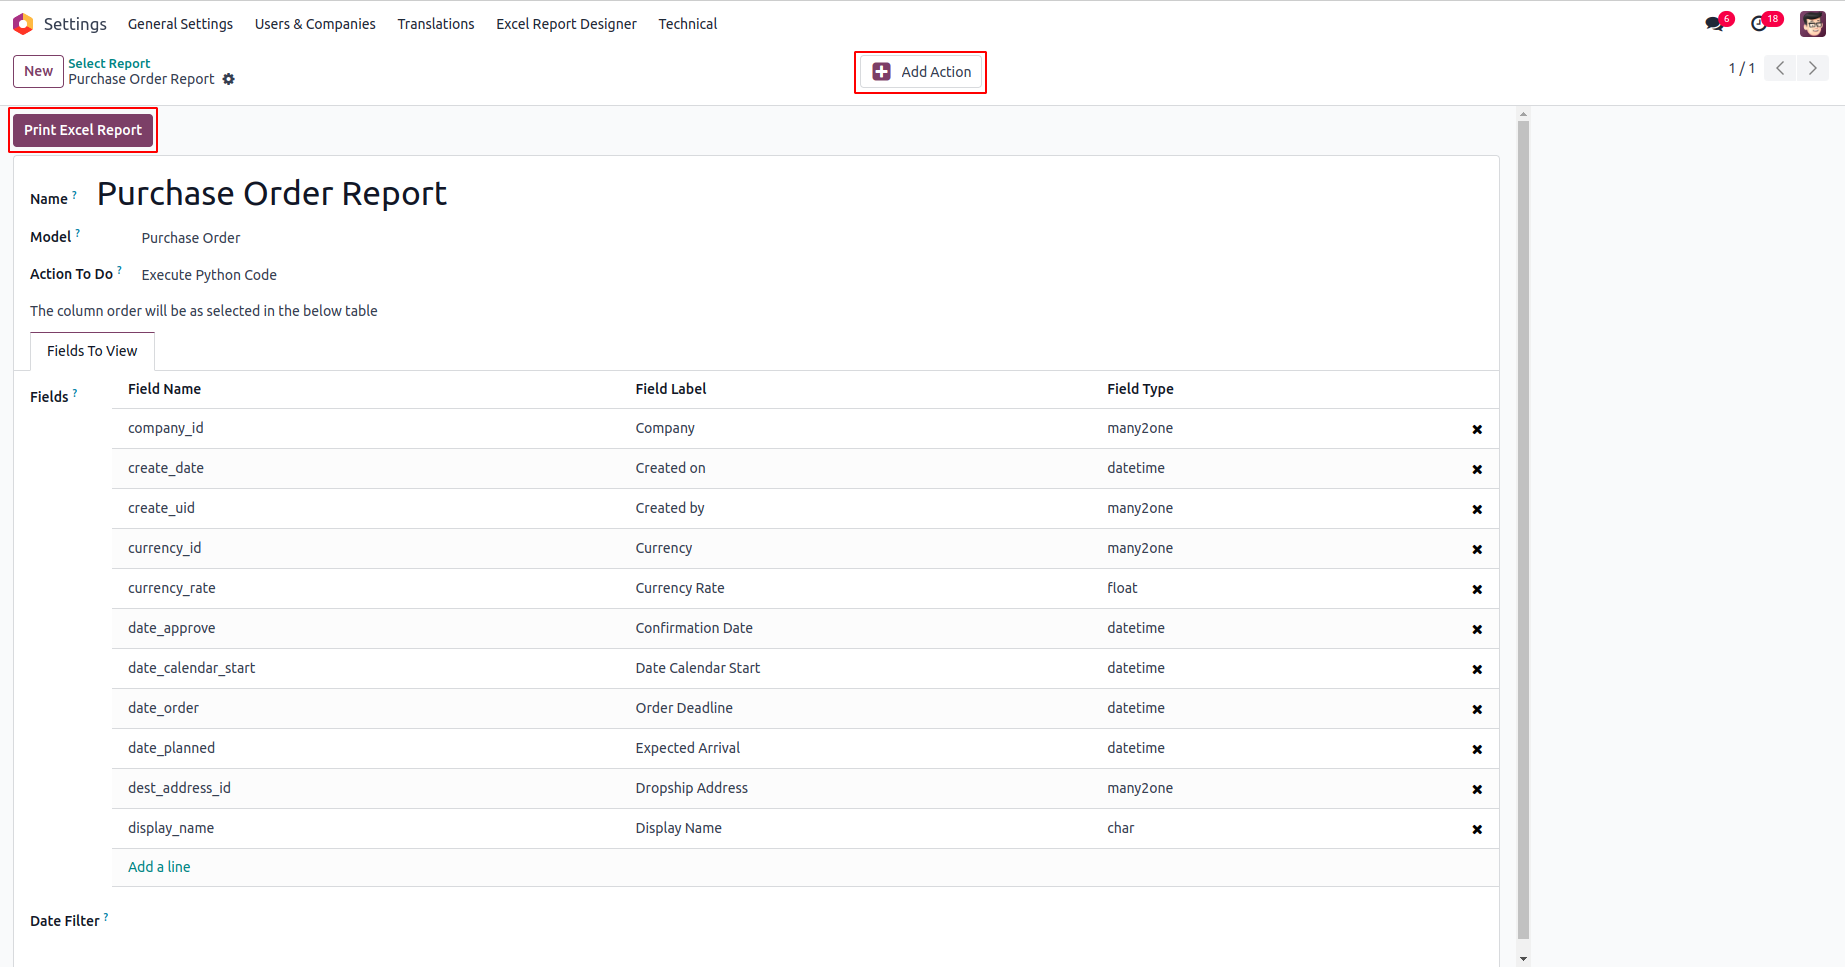 Settings General Settings Users & Companies Translations Excel Report Designer Technical 6 18
New Select Report
Purchase Order Report
Add Action
1 / 1
Print Excel Report
Name ? Purchase Order Report
Model ? Purchase Order
Action To Do ? Execute Python Code
The column order will be as selected in the below table
Fields To View
Fields ? Field Name Field Label Field Type
company_id Company many2one
create_date Created on datetime
create_uid Created by many2one
currency_id Currency many2one
currency_rate Currency Rate float
date_approve Confirmation Date datetime
date_calendar_start Date Calendar Start datetime
date_order Order Deadline datetime
date_planned Expected Arrival datetime
dest_address_id Dropship Address many2one
display_name Display Name char
Add a line
Date Filter ?